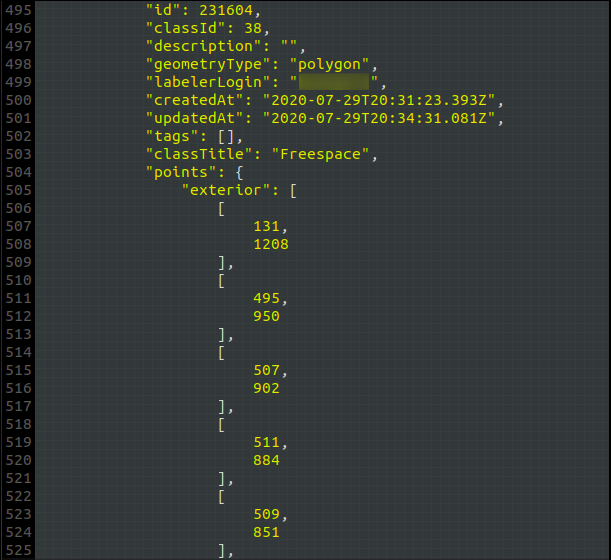 495 "id": 231604,
496 "classId": 38,
497 "description": "",
498 "geometryType": "polygon",
499 "labelerLogin": " ",
500 "createdAt": "2020-07-29T20:31:23.393Z",
501 "updatedAt": "2020-07-29T20:34:31.081Z",
502 "tags": [],
503 "classTitle": "Freespace",
504 "points": {
505 "exterior": [
506 [
507 131,
508 1208
509 ],
510 [
511 495,
512 950
513 ],
514 [
515 507,
516 902
517 ],
518 [
519 511,
520 884
521 ],
522 [
523 509,
524 851
525 ],